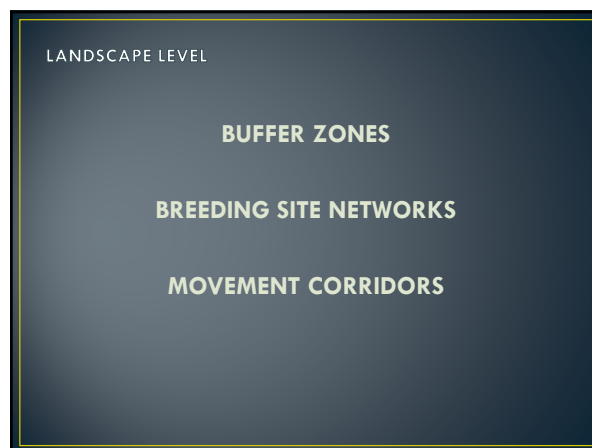 LANDSCAPE LEVEL
BUFFER ZONES
BREEDING SITE NETWORKS
MOVEMENT CORRIDORS